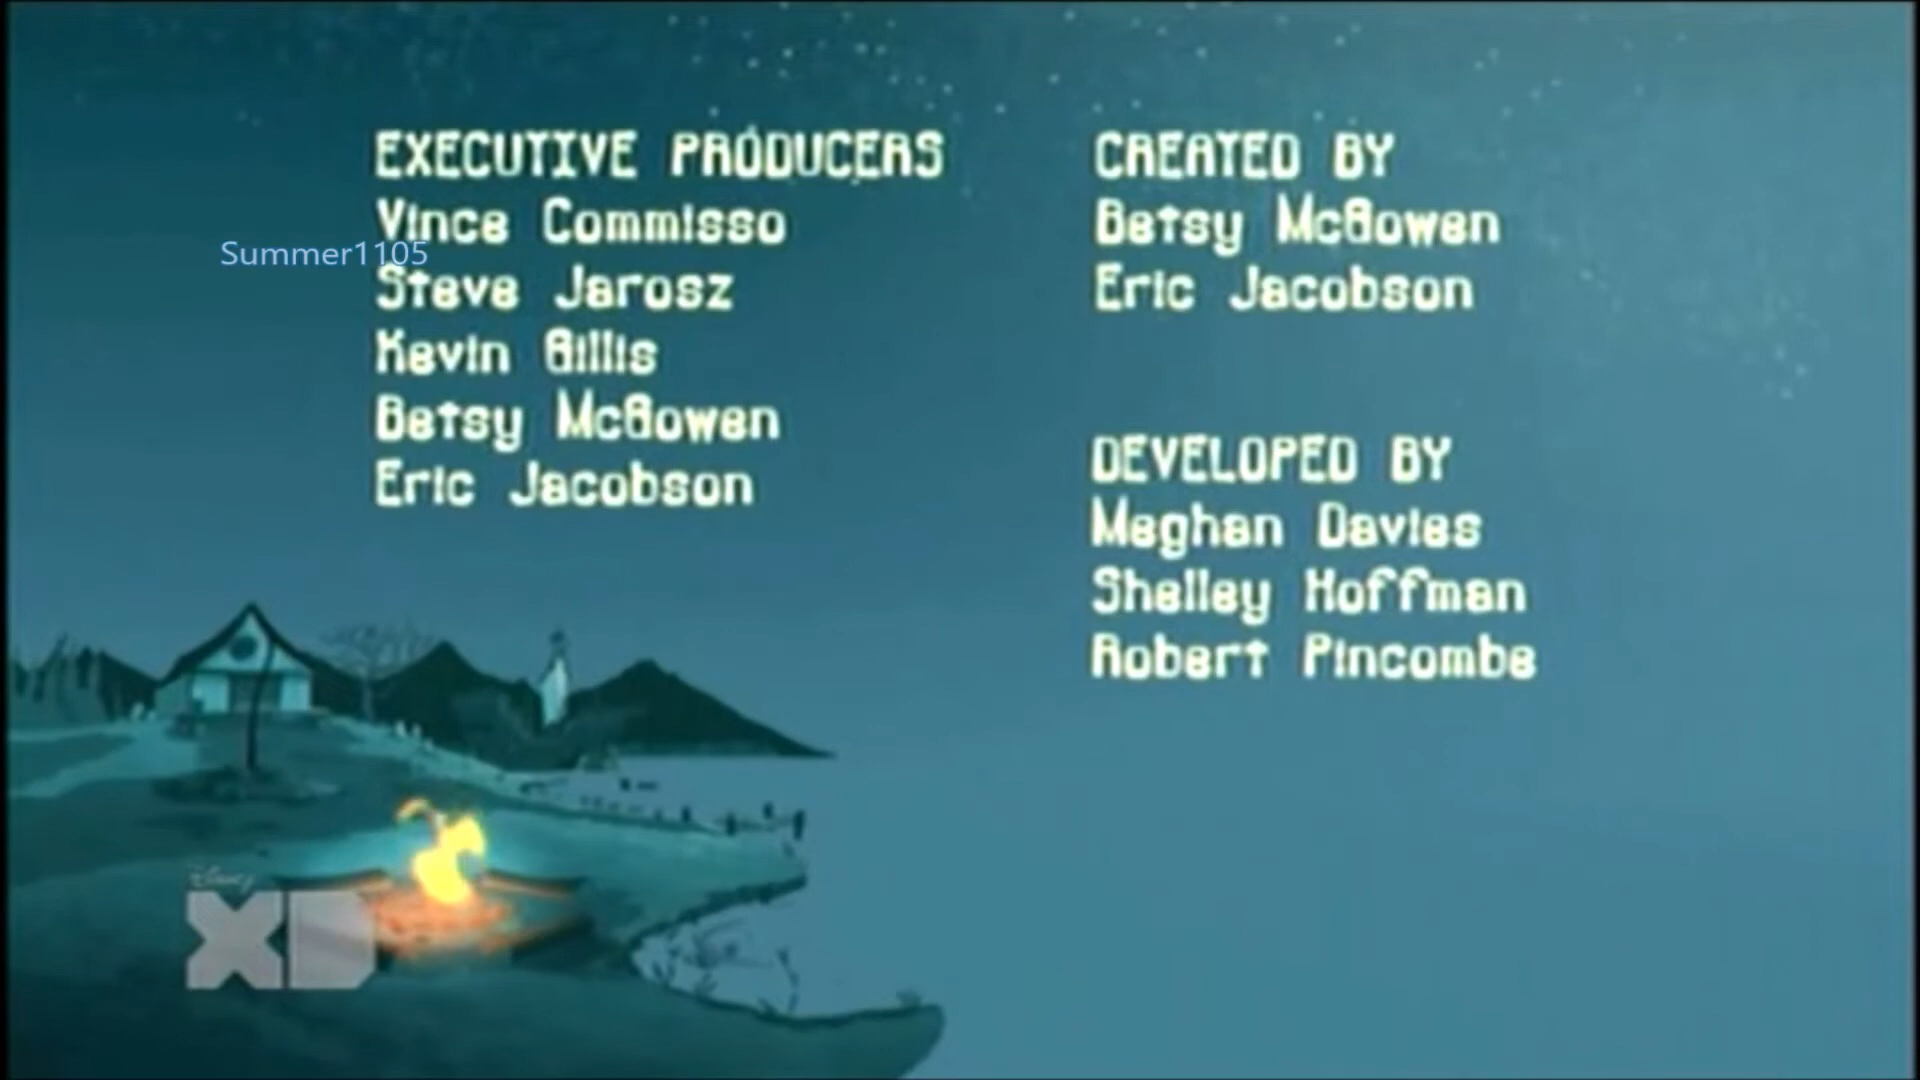 EXECUTIVE PRODUCERS
Vince Commisso
Steve Jarosz
Kevin Gillis
Betsy McGowen
Eric Jacobson
CREATED BY
Betsy McGowen
Eric Jacobson
DEVELOPED BY
Meghan Davies
Shelley Hoffman
Robert Pincombe
Summer1105
Disney
XD